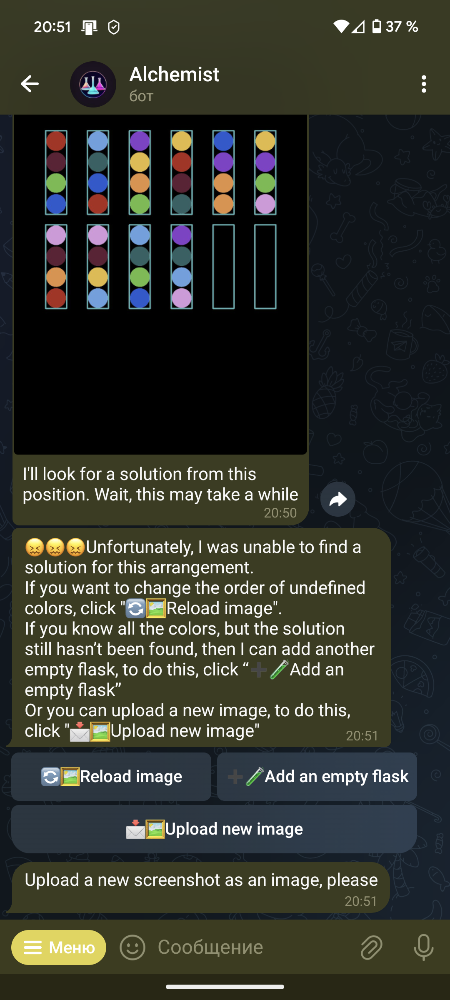 20:51
37 %
Alchemist
бот
I'll look for a solution from this
position. Wait, this may take a while
20:50
😖😖😖Unfortunately, I was unable to find a
solution for this arrangement.
If you want to change the order of undefined
colors, click "🔄🖼️Reload image".
If you know all the colors, but the solution
still hasn’t been found, then I can add another
empty flask, to do this, click “➕🧪Add an
empty flask”
Or you can upload a new image, to do this,
click "📩🖼️Upload new image"
20:51
🔄🖼️Reload image
➕🧪Add an empty flask
📩🖼️Upload new image
Upload a new screenshot as an image, please
20:51
Меню
Сообщение